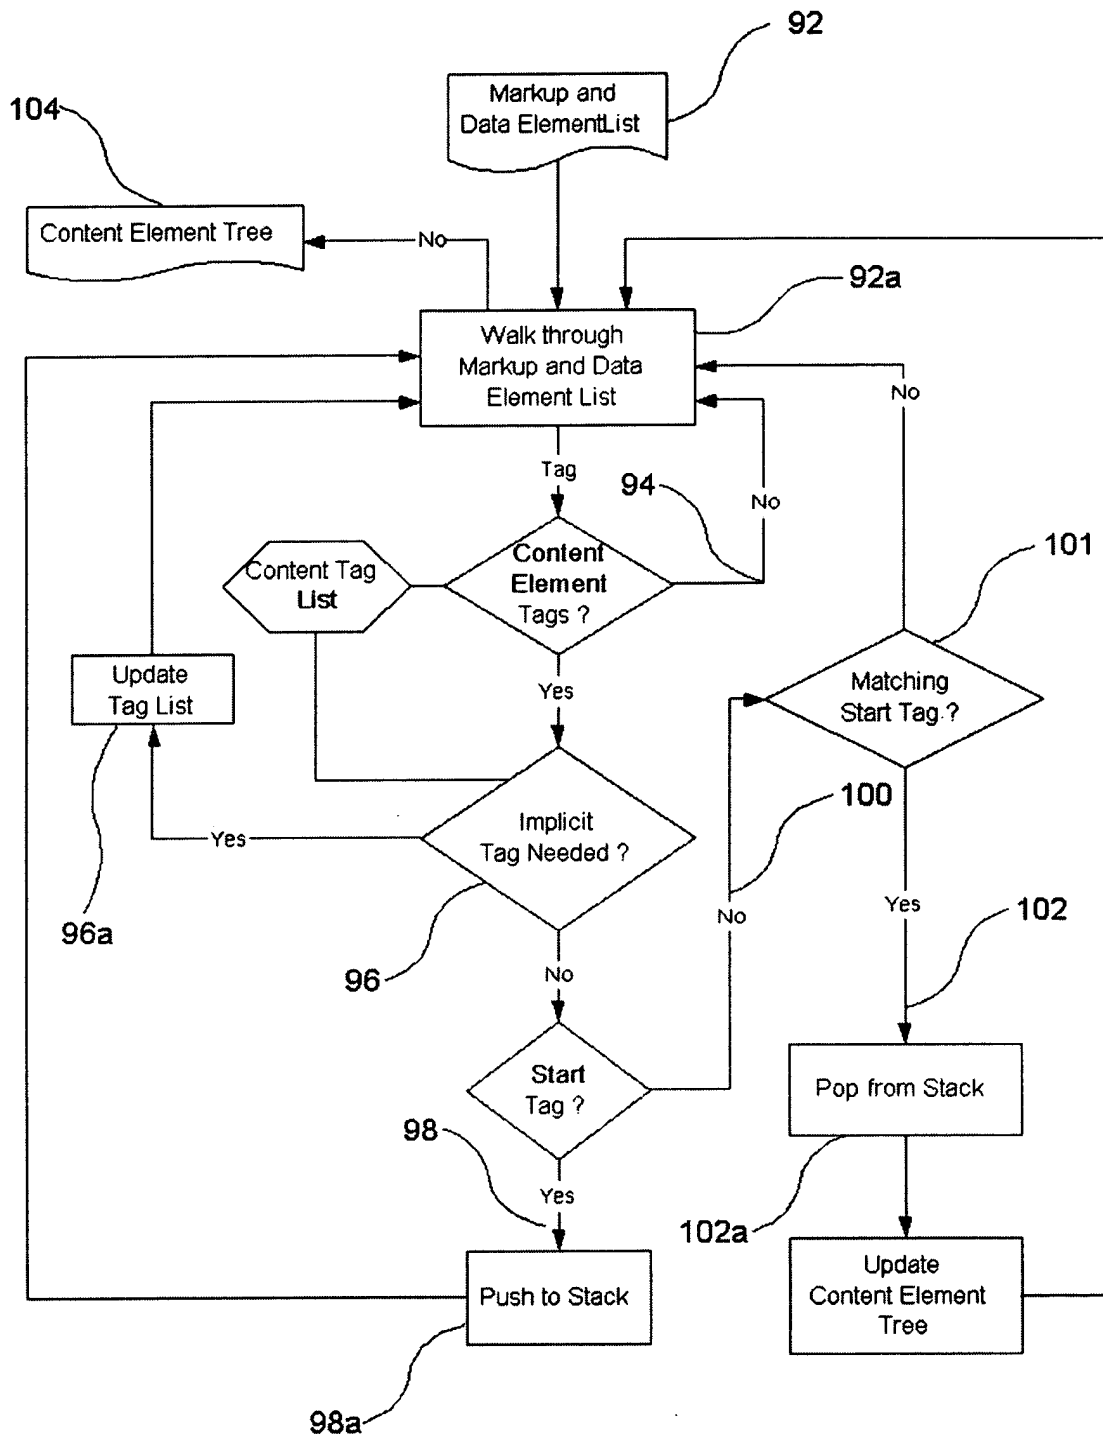 92
Markup and
Data ElementList
104
Content Element Tree
No
92a
Walk through
Markup and Data
Element List
No
Tag
94
No
Content
Element
Tags ?
101
Content Tag
List
Update
Tag List
Yes
Matching
Start Tag ?
100
Implicit
Tag Needed ?
Yes
No
Yes
102
96a
96
No
Start
Tag ?
Pop from Stack
98
Yes
102a
Push to Stack
Update
Content Element
Tree
98a